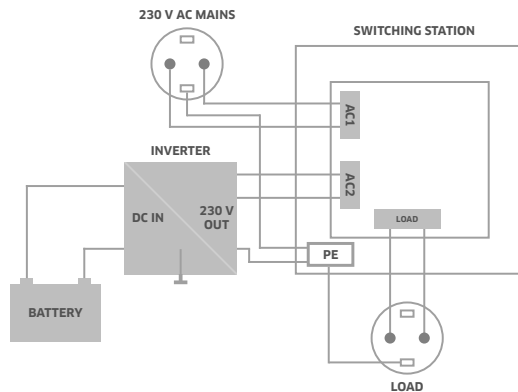 230 V AC MAINS
SWITCHING STATION
AC1
INVERTER
AC2
DC IN
230 V
OUT
LOAD
PE
BATTERY
LOAD